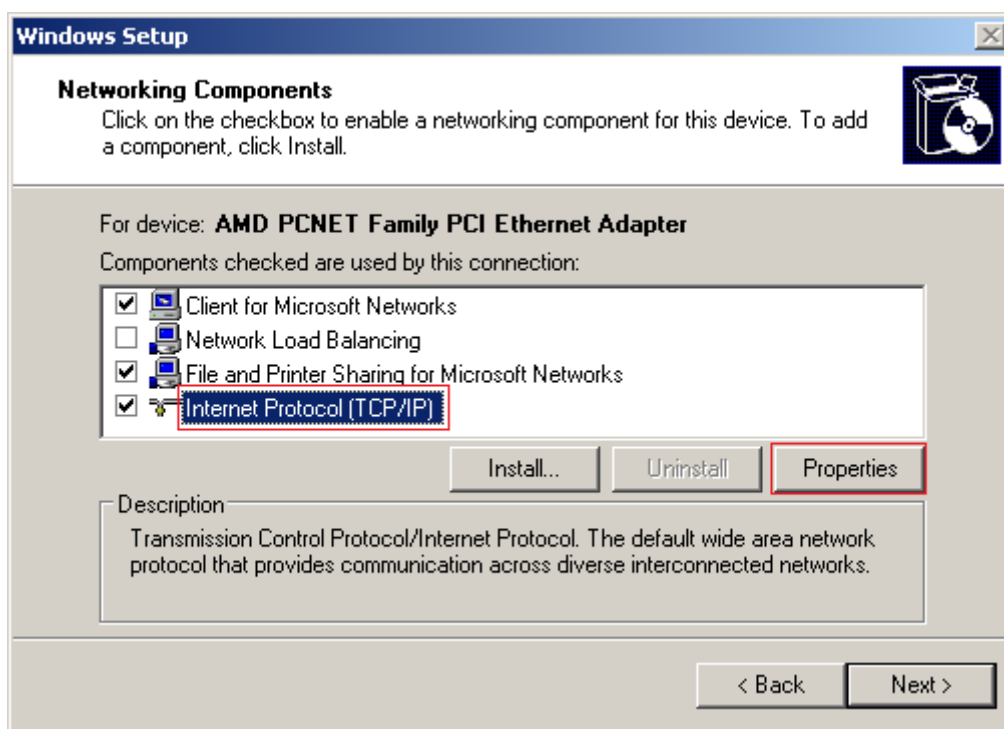 Windows Setup
Networking Components
Click on the checkbox to enable a networking component for this device. To add
a component, click Install.
For device: AMD PCNET Family PCI Ethernet Adapter
Components checked are used by this connection:
Client for Microsoft Networks
Network Load Balancing
File and Printer Sharing for Microsoft Networks
Internet Protocol (TCP/IP)
Install... Uninstall Properties
Description
Transmission Control Protocol/Internet Protocol. The default wide area network
protocol that provides communication across diverse interconnected networks.
< Back Next >